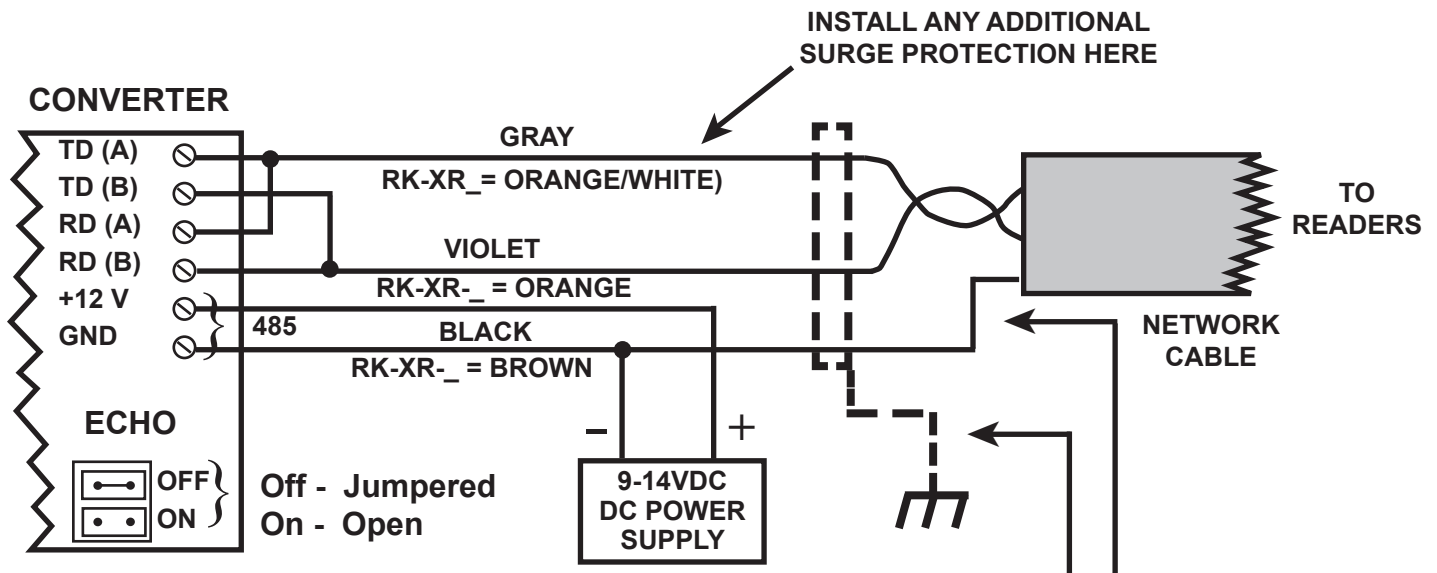 INSTALL ANY ADDITIONAL
SURGE PROTECTION HERE
CONVERTER
TD (A)
TD (B)
RD (A)
RD (B)
+12 V
GND
485
GRAY
RK-XR_= ORANGE/WHITE)
VIOLET
RK-XR-_ = ORANGE
BLACK
RK-XR-_ = BROWN
TO
READERS
NETWORK
CABLE
ECHO
OFF
ON
Off - Jumpered
On - Open
– +
9-14VDC
DC POWER
SUPPLY